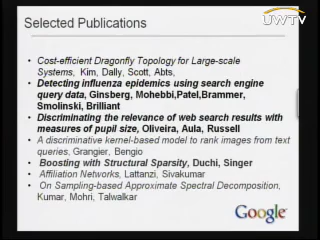 UWTV
Selected Publications
• Cost-efficient Dragonfly Topology for Large-scale
Systems, Kim, Dally, Scott, Abts,
• Detecting influenza epidemics using search engine
query data, Ginsberg, Mohebbi,Patel,Brammer,
Smolinski, Brilliant
• Discriminating the relevance of web search results with
measures of pupil size, Oliveira, Aula, Russell
• A discriminative kernel-based model to rank images from text
queries, Grangier, Bengio
• Boosting with Structural Sparsity, Duchi, Singer
• Affiliation Networks, Lattanzi, Sivakumar
• On Sampling-based Approximate Spectral Decomposition,
Kumar, Mohri, Talwalkar
Google